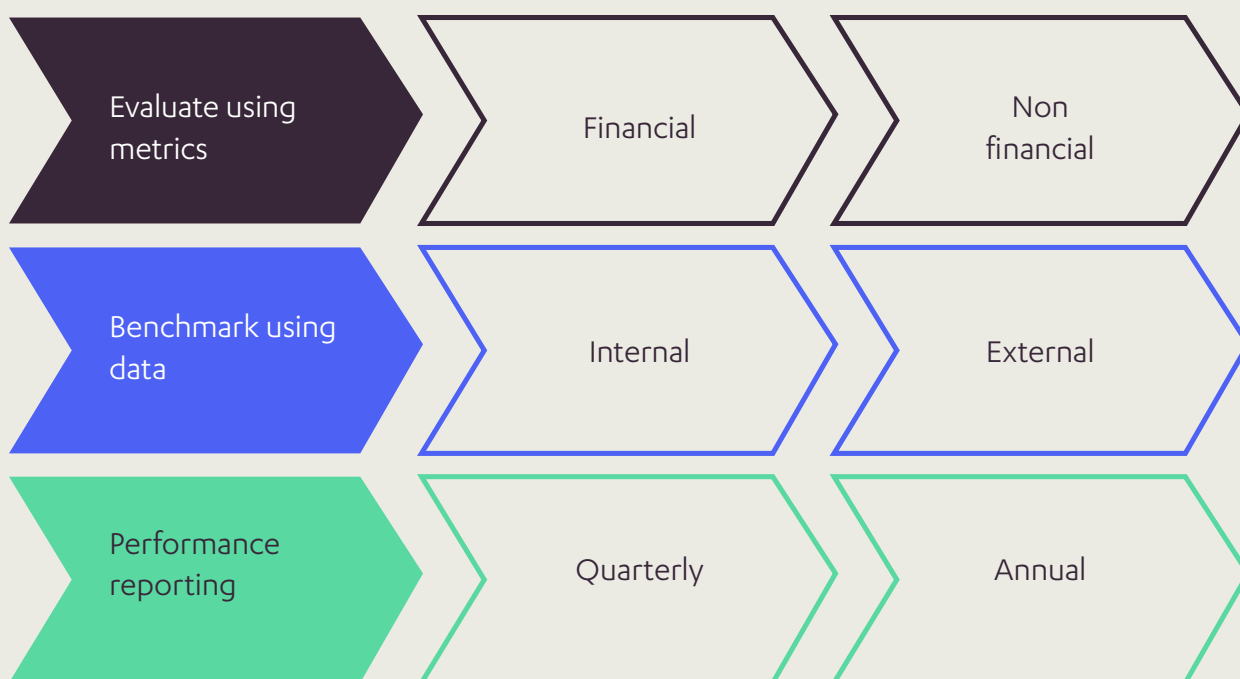 Evaluate using
metrics
Financial
Non
financial
Benchmark using
data
Internal
External
Performance
reporting
Quarterly
Annual